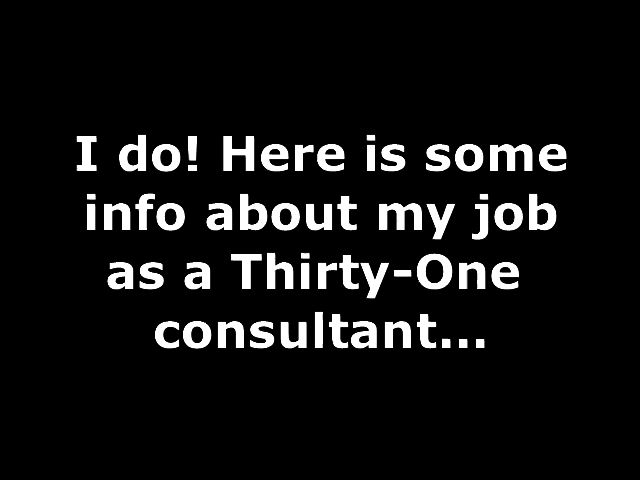 I do! Here is some
info about my job
as a Thirty-One
consultant...